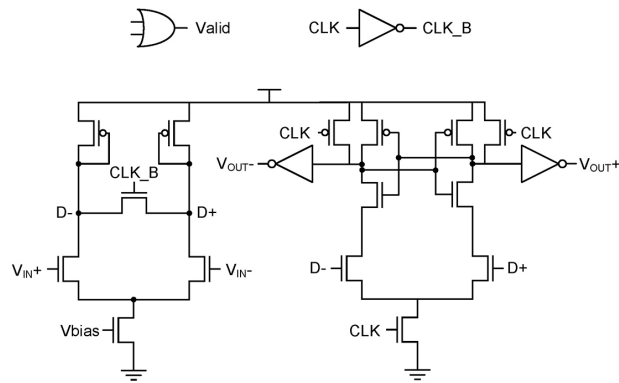 Valid
CLK
CLK_B
CLK
CLK
VOUT-
VOUT+
CLK_B
D-
D+
VIN+
VIN-
D-
D+
Vbias
CLK